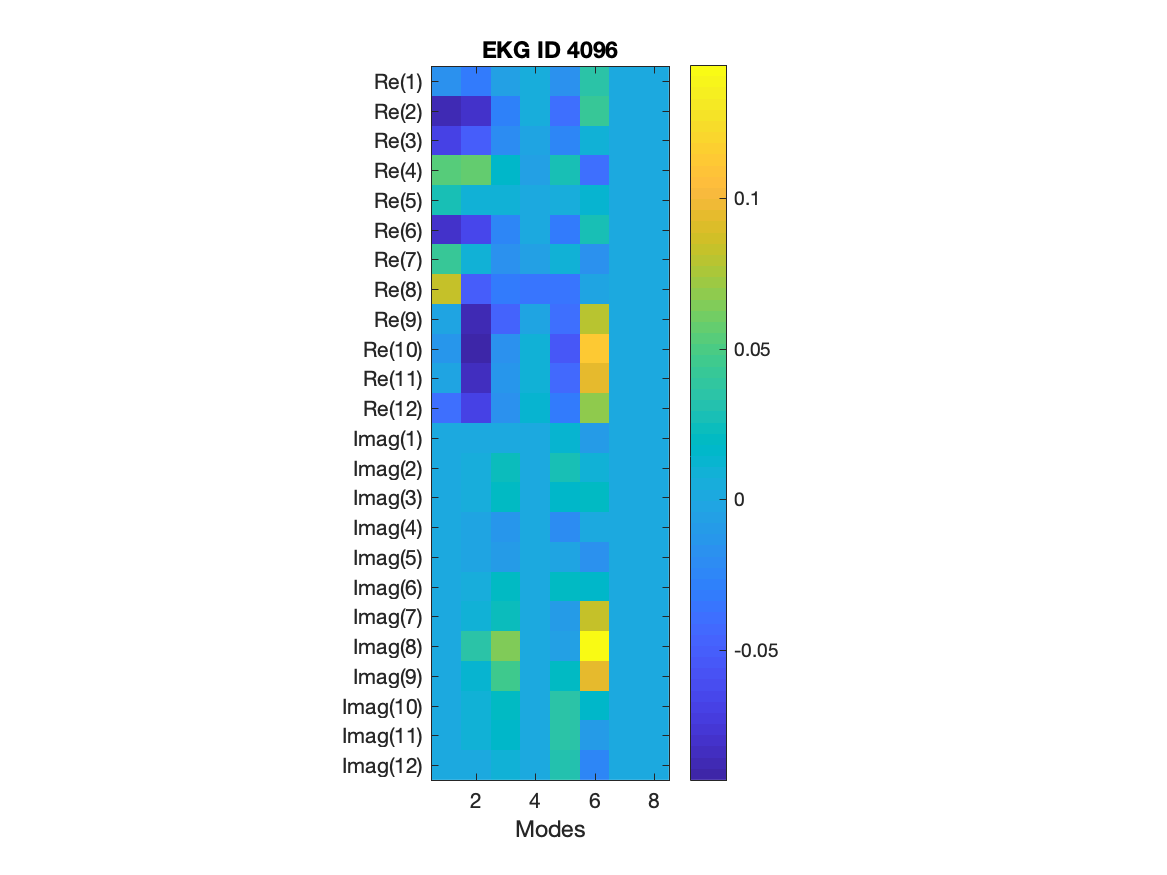 EKG ID 4096
Re(1)
Re(2)
Re(3)
Re(4)
Re(5)
Re(6)
Re(7)
Re(8)
Re(9)
Re(10)
Re(11)
Re(12)
Imag(1)
Imag(2)
Imag(3)
Imag(4)
Imag(5)
Imag(6)
Imag(7)
Imag(8)
Imag(9)
Imag(10)
Imag(11)
Imag(12)
2 4 6 8
Modes
0.1
0.05
0
-0.05